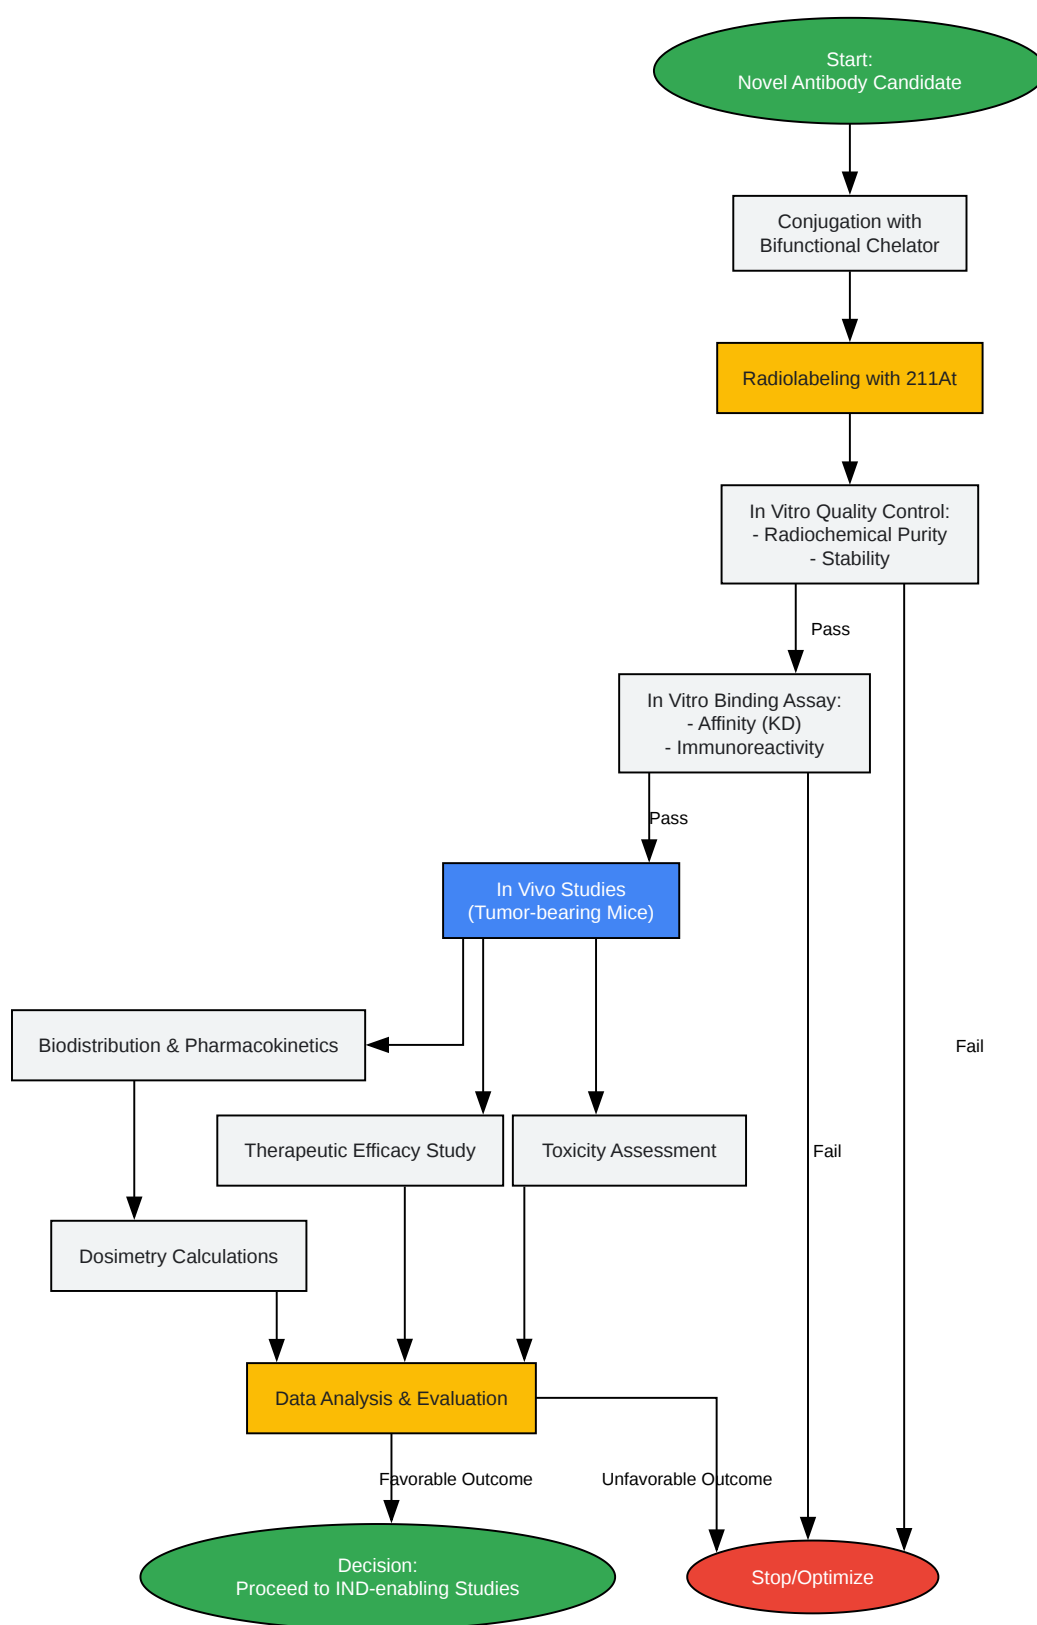 Start:
Novel Antibody Candidate
Conjugation with
Bifunctional Chelator
Radiolabeling with 211At
In Vitro Quality Control:
- Radiochemical Purity
- Stability
Pass
In Vitro Binding Assay:
- Affinity (KD)
- Immunoreactivity
Pass
In Vivo Studies
(Tumor-bearing Mice)
Biodistribution & Pharmacokinetics
Fail
Therapeutic Efficacy Study
Toxicity Assessment
Fail
Dosimetry Calculations
Data Analysis & Evaluation
Favorable Outcome
Unfavorable Outcome
Decision:
Proceed to IND-enabling Studies
Stop/Optimize